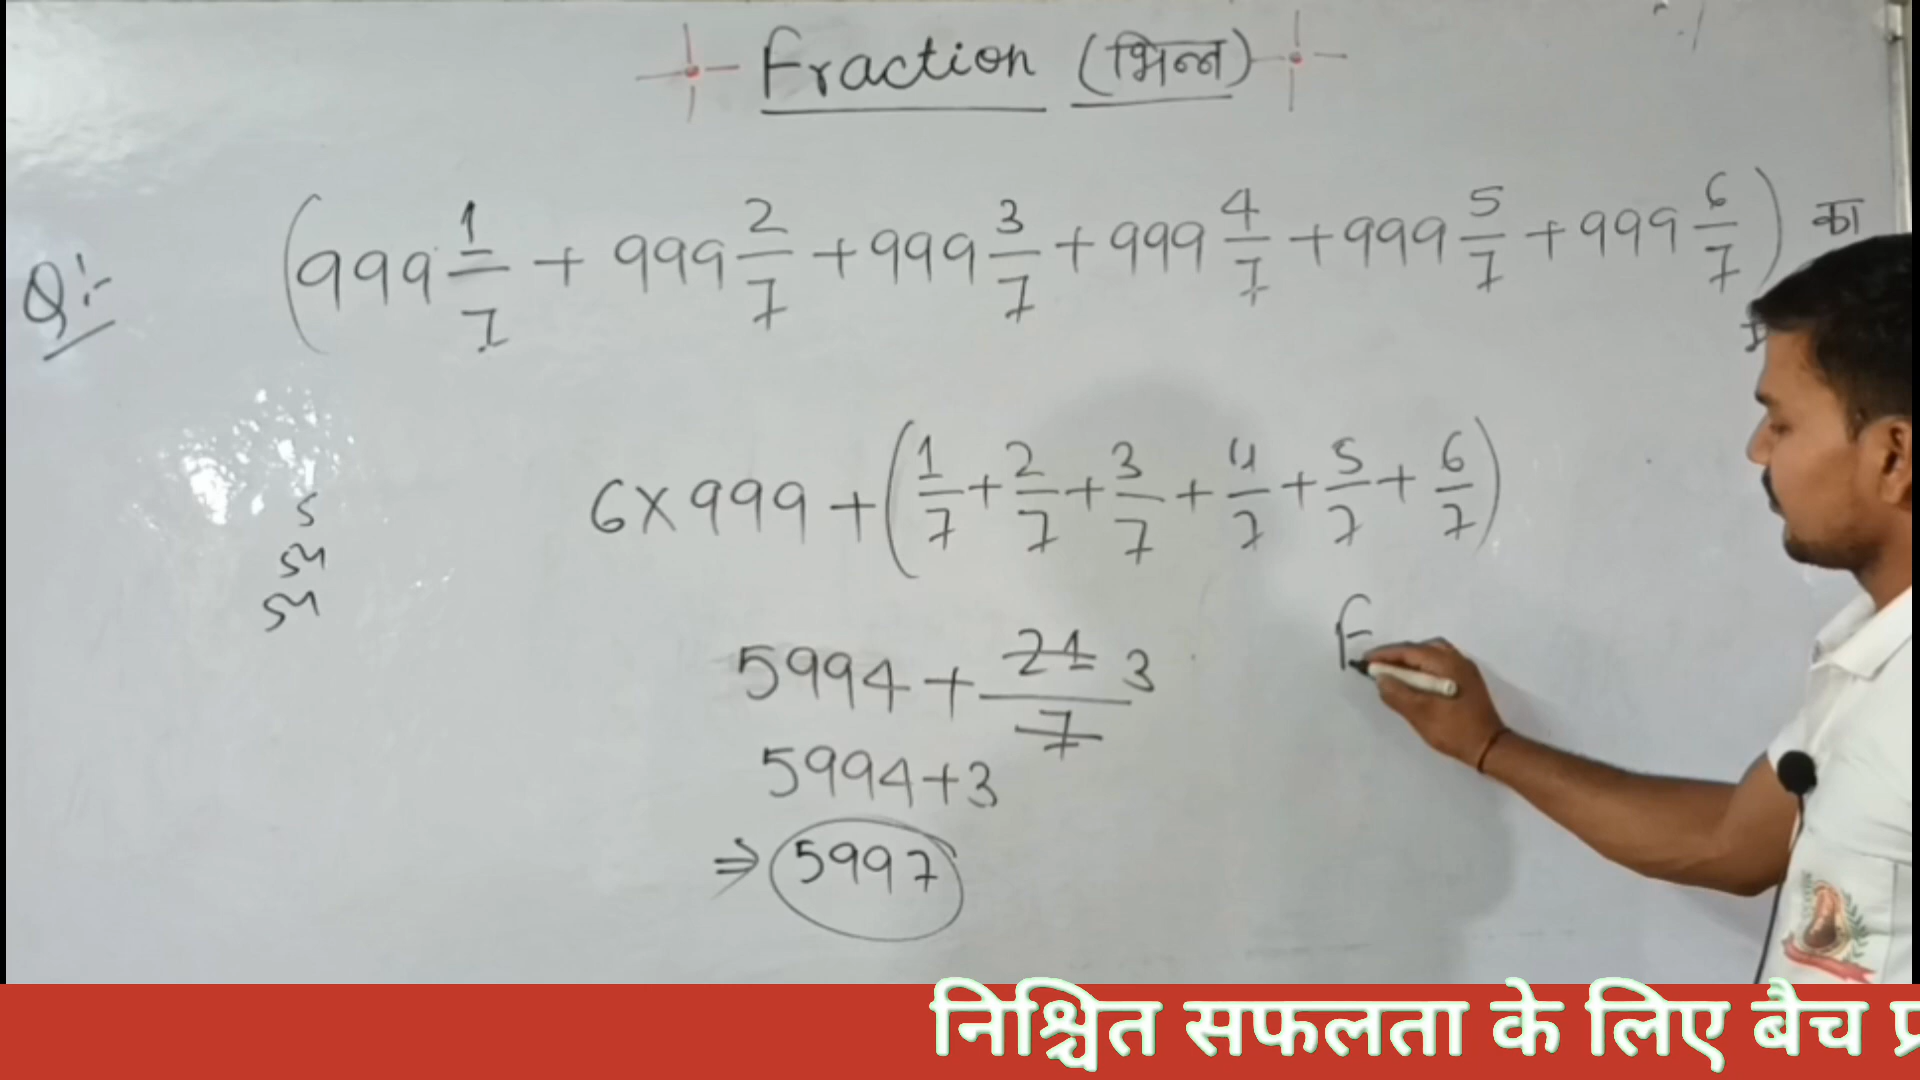 Fraction (भिन्न)
Q:- (999 1/7 + 999 2/7 + 999 3/7 + 999 4/7 + 999 5/7 + 999 6/7) का
6×999 + (1/7 + 2/7 + 3/7 + 4/7 + 5/7 + 6/7)
5994 + 21/7 3
5994+3
⇒ 5997
F
निश्चित सफलता के लिए बैच